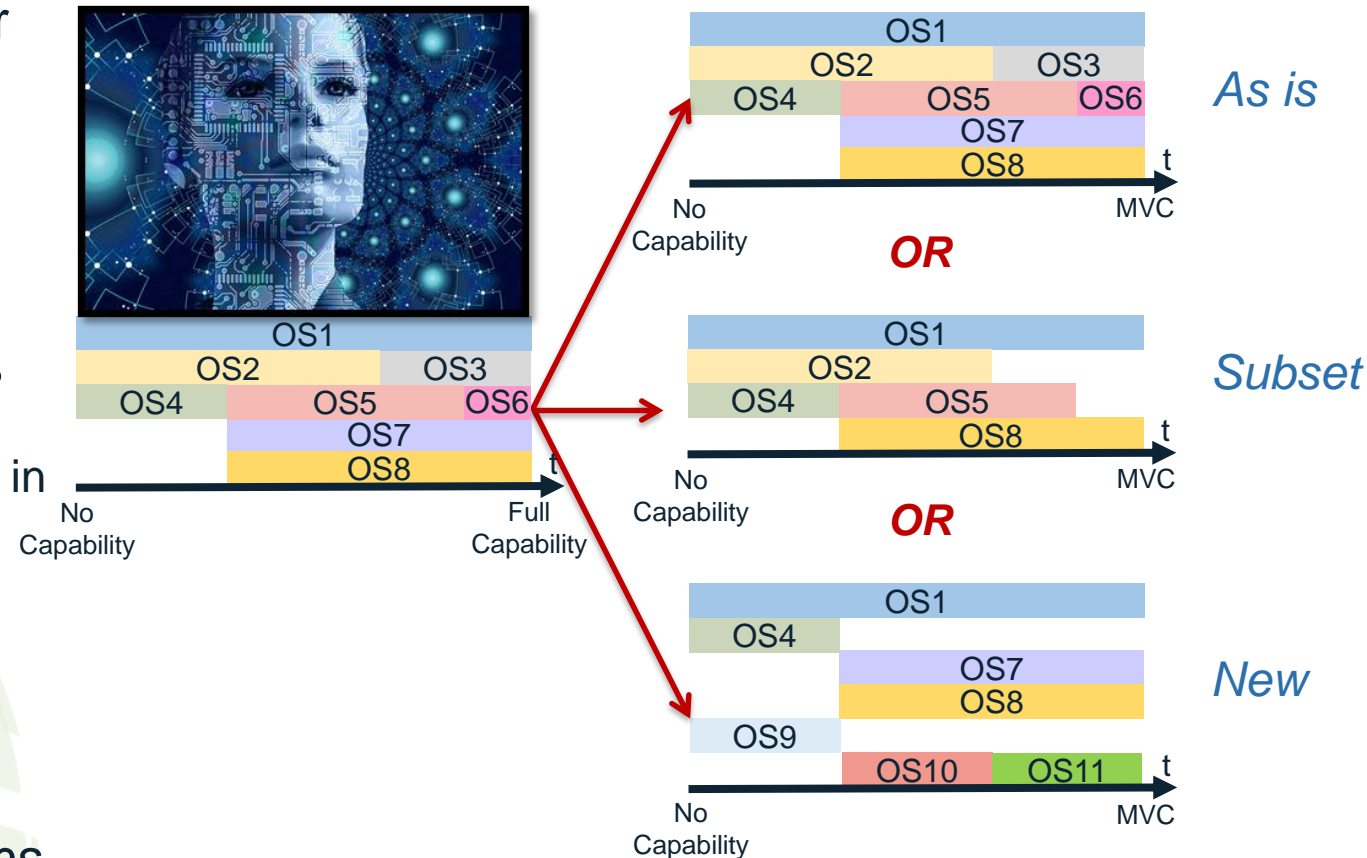 r
OS1
OS2 OS3
OS4 OS5 OS6
OS7
OS8
t
in
No
Capability
Full
Capability
OS1
OS2 OS3
OS4 OS5 OS6
OS7
OS8
t
No
Capability
MVC
As is
OR
OS1
OS2
OS4 OS5
OS8
t
No
Capability
MVC
Subset
OR
OS1
OS4
OS7
OS8
OS9
OS10 OS11
t
No
Capability
MVC
New